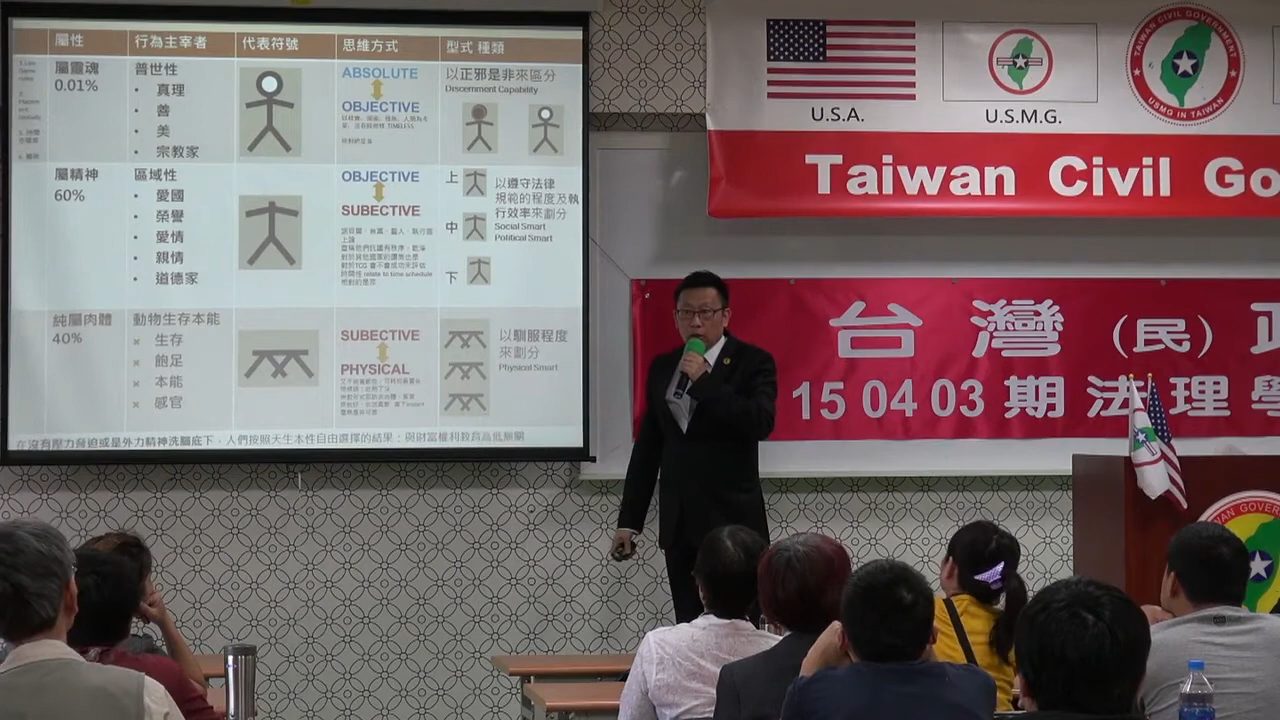 屬性 行為主宰者 代表符號 思維方式 型式 種類
屬靈魂
0.01%
普世性
• 真理
• 善
• 美
• 宗教家
ABSOLUTE
OBJECTIVE
以正邪是非來區分
Discernment Capability
屬精神
60%
區域性
• 愛國
• 榮譽
• 愛情
• 親情
• 道德家
OBJECTIVE
SUBECTIVE
上
中
下
以遵守法律
規範的程度及執
行效率來劃分
Social Smart
Political Smart
純屬肉體
40%
動物生存本能
× 生存
× 飽足
× 本能
× 感官
SUBECTIVE
PHYSICAL
以馴服程度
來劃分
Physical Smart
在沒有壓力脅迫或是外力精神洗腦底下，人們按照天生本性自由選擇的結果：與財富權利教育高低無關
U.S.A.
U.S.M.G.
TAIWAN CIVIL GOVERNMENT
USMG IN TAIWAN
Taiwan Civil Go
台灣（民）政
15 04 03 期法理學